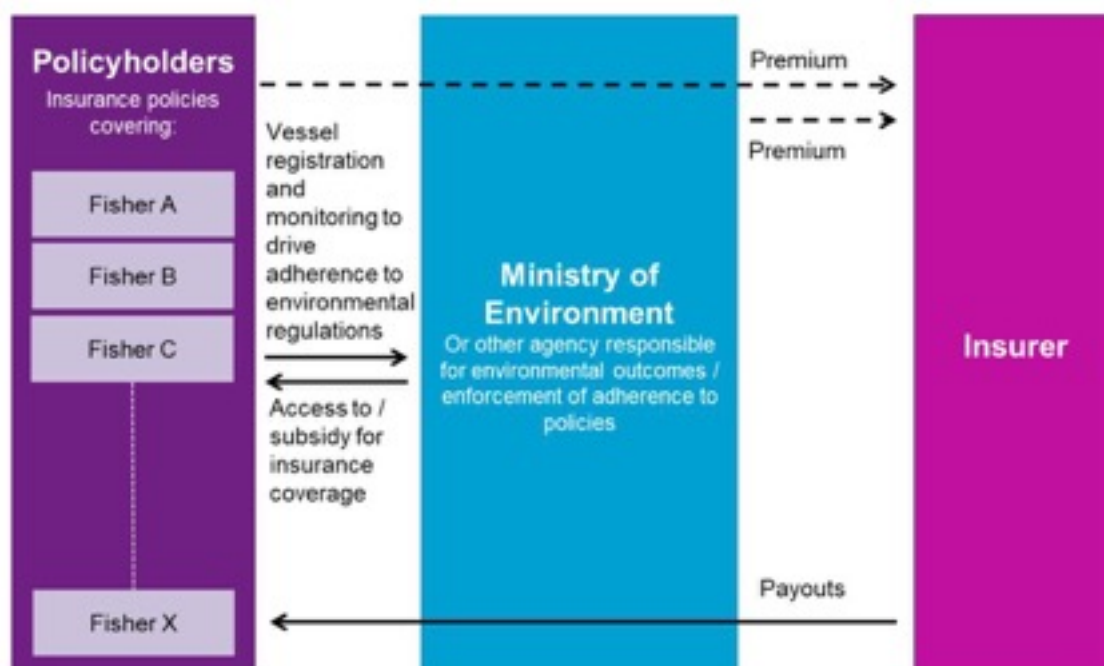 Policyholders
Insurance policies
covering:
Fisher A
Fisher B
Fisher C
Fisher X
Vessel
registration
and
monitoring to
drive
adherence to
environmental
regulations
Access to /
subsidy for
insurance
coverage
Ministry of
Environment
Or other agency responsible
for environmental outcomes /
enforcement of adherence to
policies
Premium
Premium
Payouts
Insurer